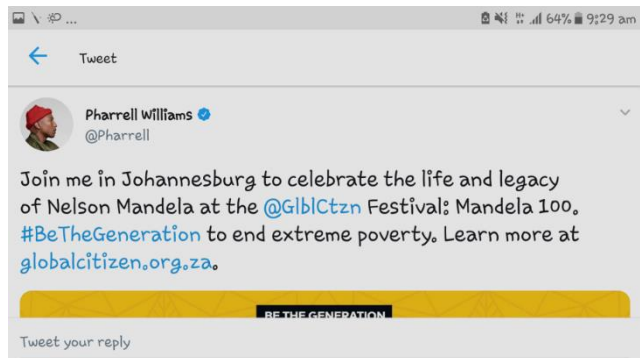 ... 64% 9:29 am
Tweet
Pharrell Williams
@Pharrell
Join me in Johannesburg to celebrate the life and legacy
of Nelson Mandela at the @GlblCtzn Festival: Mandela 100.
#BeTheGeneration to end extreme poverty. Learn more at
globalcitizen.org.za.
BE THE GENERATION
Tweet your reply